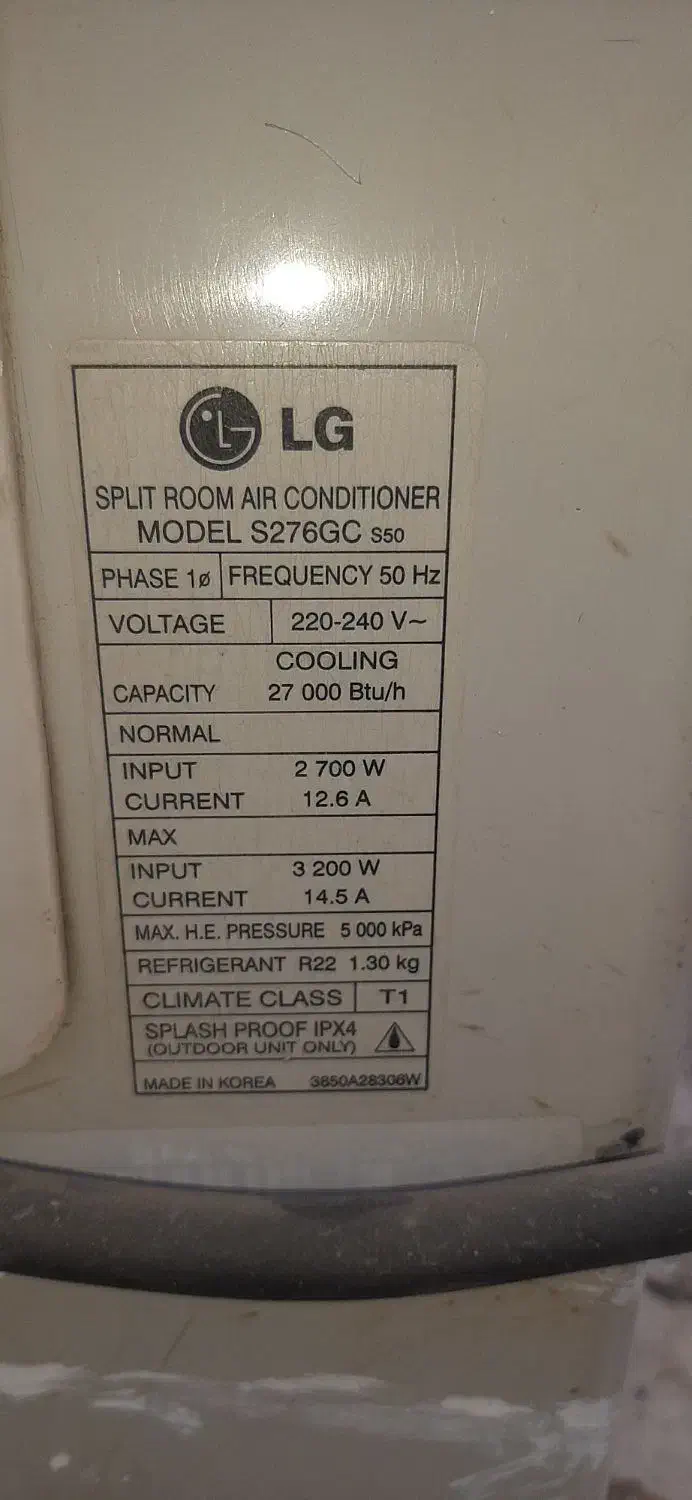 LG
SPLIT ROOM AIR CONDITIONER
MODEL S276GC S50
PHASE 1ø FREQUENCY 50 Hz
VOLTAGE 220-240 V~
COOLING
CAPACITY 27 000 Btu/h
NORMAL
INPUT 2 700 W
CURRENT 12.6 A
MAX
INPUT 3 200 W
CURRENT 14.5 A
MAX. H.E. PRESSURE 5 000 kPa
REFRIGERANT R22 1.30 kg
CLIMATE CLASS T1
SPLASH PROOF IPX4
(OUTDOOR UNIT ONLY)
MADE IN KOREA 3850A28306W